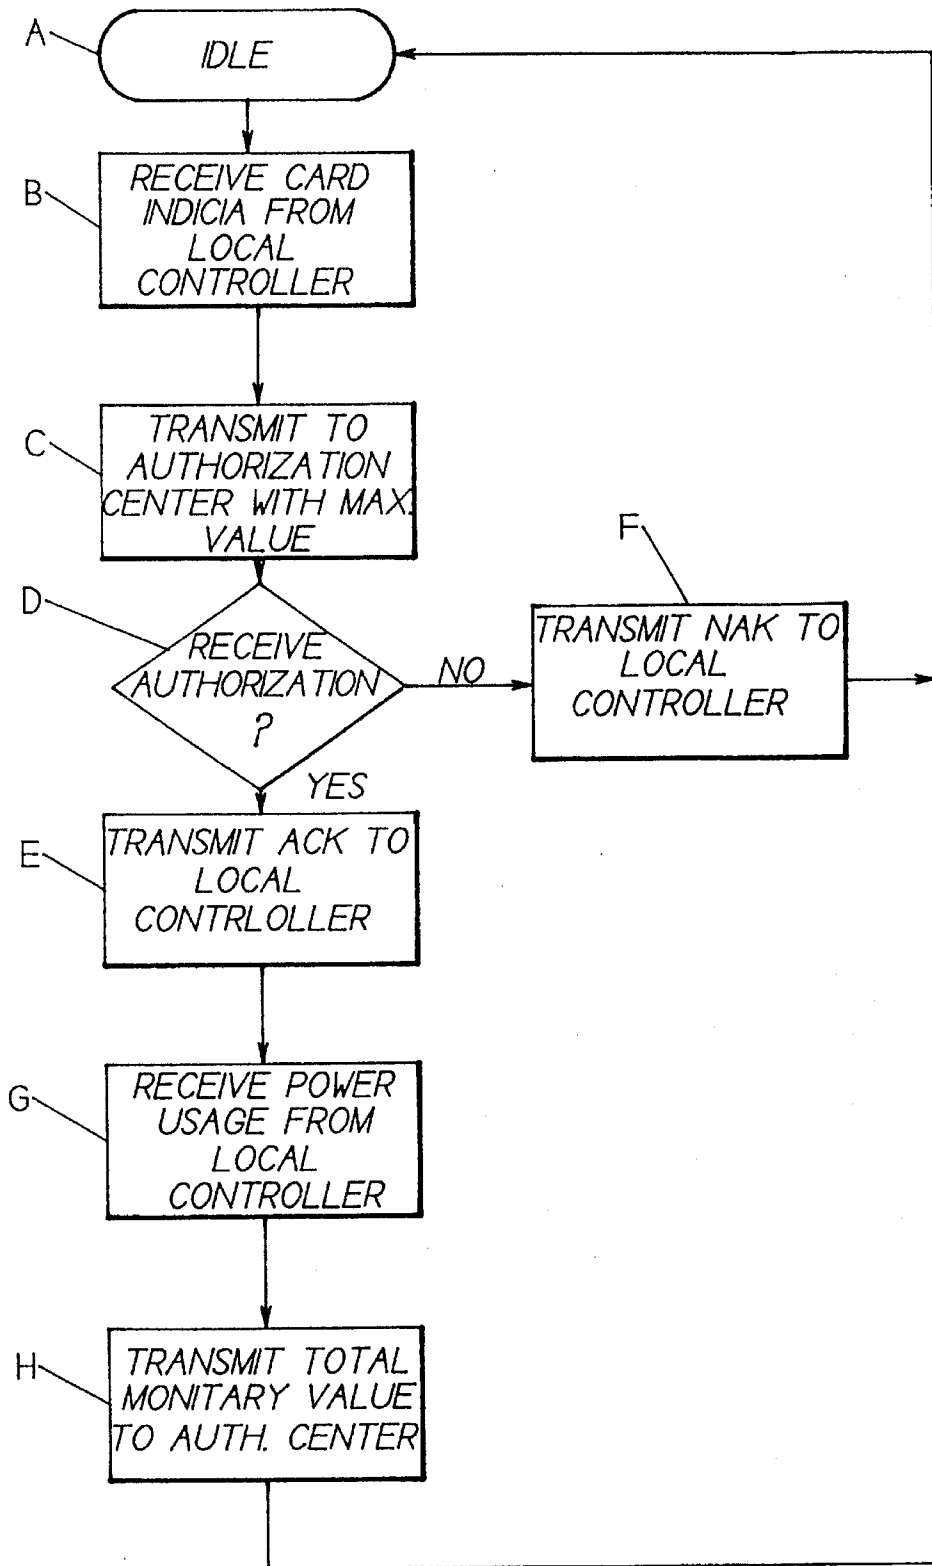 A
IDLE
B
RECEIVE CARD
INDICIA FROM
LOCAL
CONTROLLER
C
TRANSMIT TO
AUTHORIZATION
CENTER WITH MAX.
VALUE
D
RECEIVE
AUTHORIZATION
?
NO
F
TRANSMIT NAK TO
LOCAL
CONTROLLER
YES
E
TRANSMIT ACK TO
LOCAL
CONTRLOLLER
G
RECEIVE POWER
USAGE FROM
LOCAL
CONTROLLER
H
TRANSMIT TOTAL
MONITARY VALUE
TO AUTH. CENTER